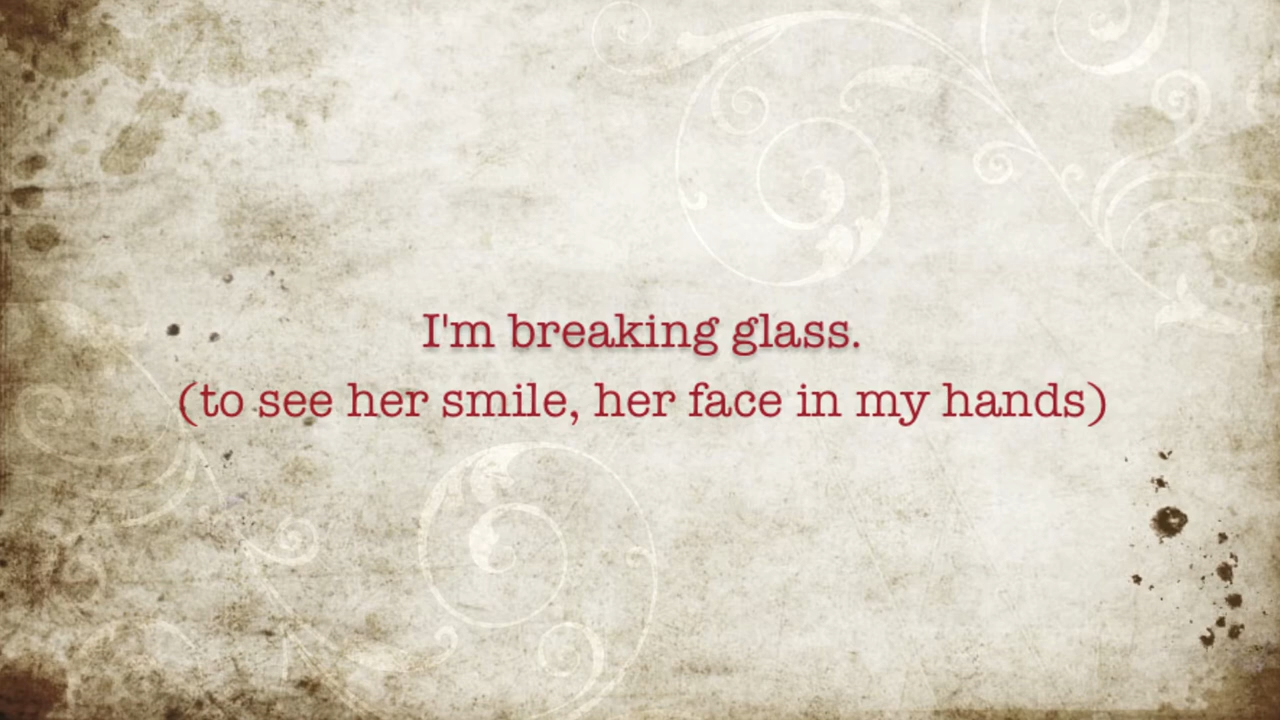 I'm breaking glass.
(to see her smile, her face in my hands)